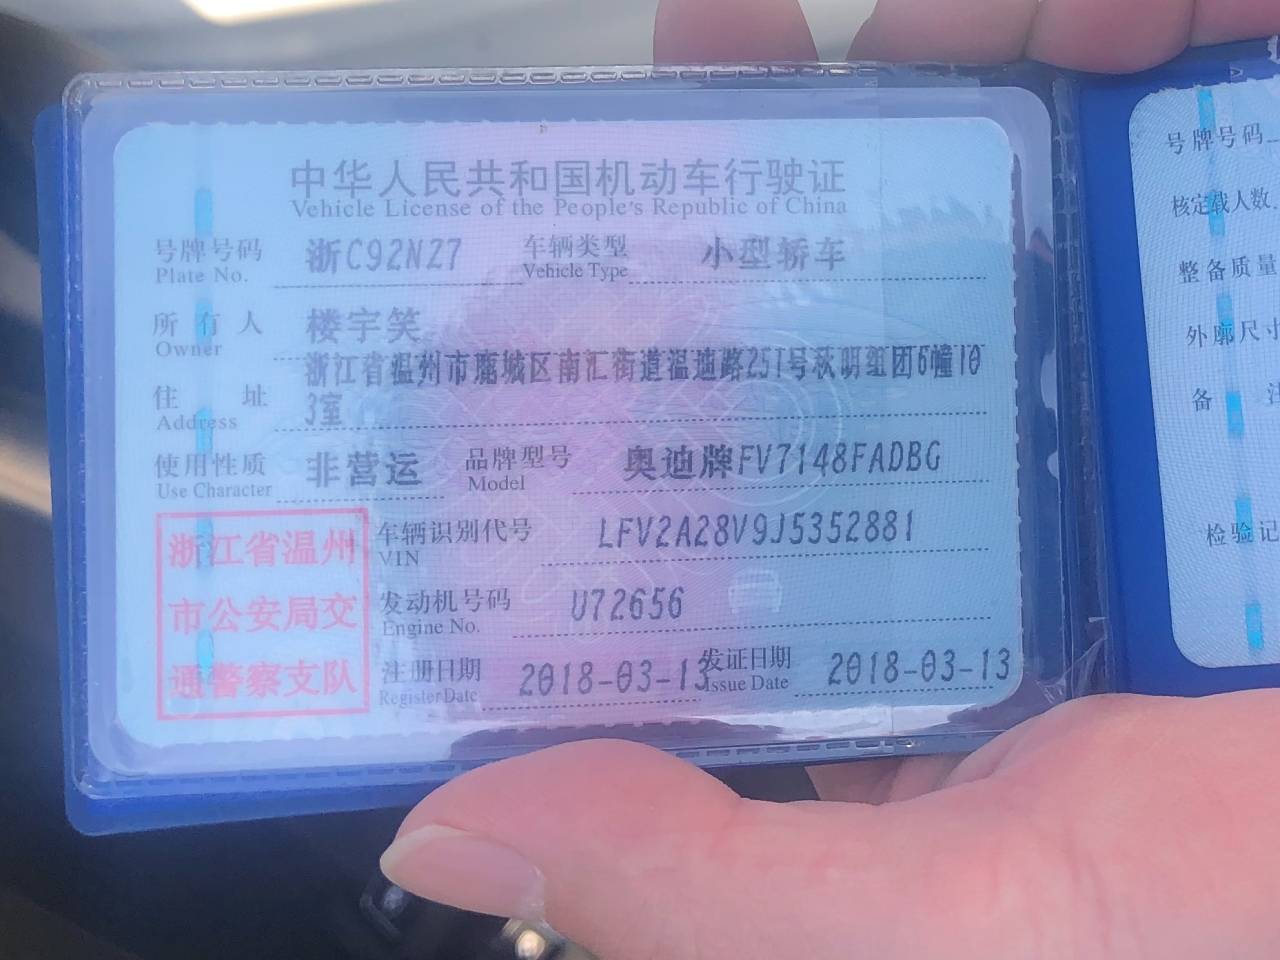 中华人民共和国机动车行驶证
Vehicle License of the People's Republic of China
号牌号码 浙C92NZ7 车辆类型 小型轿车
Plate No. Vehicle Type
所有人 楼宇笑
Owner
住址 浙江省温州市鹿城区南汇街道温迪路251号秋明组团6幢10
Address 3室
使用性质 非营运 品牌型号 奥迪牌FV7148FADBG
Use Character Model
浙江省温州
市公安局交
通警察支队
车辆识别代号 LFV2A28V9J5352881
VIN
发动机号码 U72656
Engine No.
注册日期 2018-03-13 发证日期 2018-03-13
Register Date Issue Date
号牌号码
核定载人数
整备质量
外廓尺寸
备
检验记